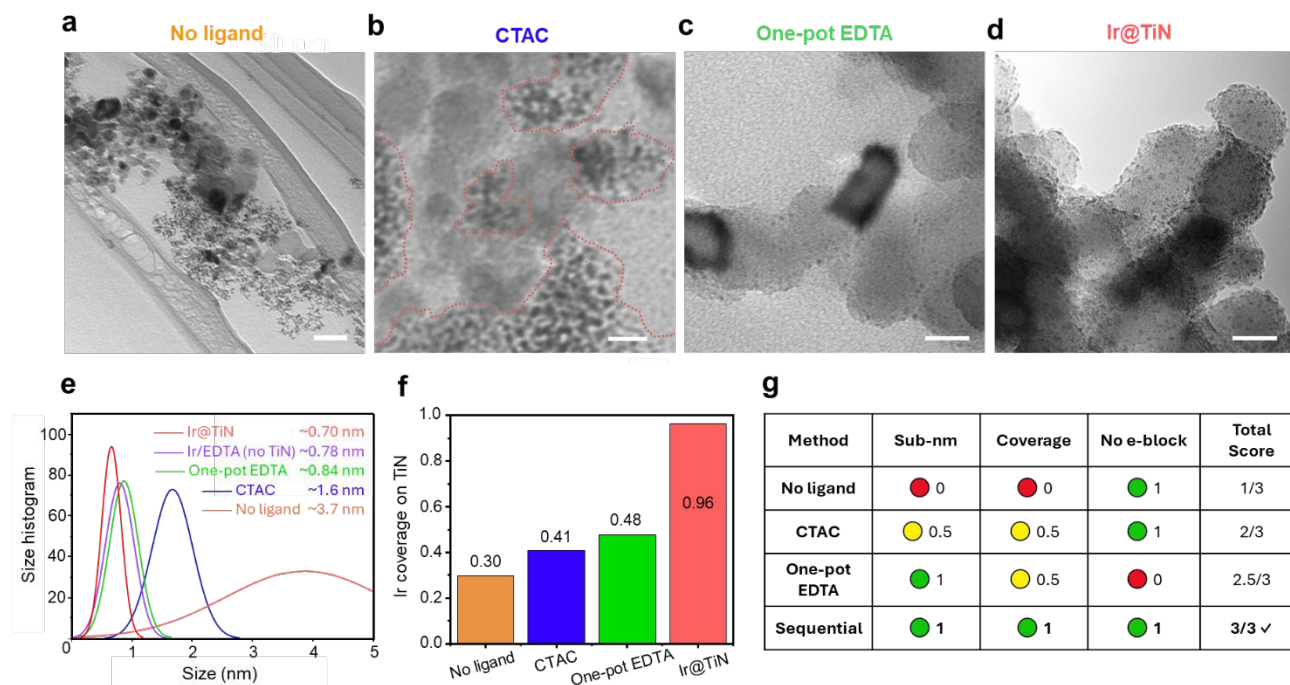 a
No ligand
b
CTAC
c
One-pot EDTA
d
Ir@TiN
e
Size histogram
100
80
60
40
20
0
1
2
3
4
5
Size (nm)
Ir@TiN ~0.70 nm
Ir/EDTA (no TiN) ~0.78 nm
One-pot EDTA ~0.84 nm
CTAC ~1.6 nm
No ligand ~3.7 nm
f
Ir coverage on TiN
1.0
0.8
0.6
0.4
0.2
0.0
0.30
0.41
0.48
0.96
No ligand
CTAC
One-pot EDTA
Ir@TiN
g
Method Sub-nm Coverage No e-block Total Score
No ligand 0 0 1 1/3
CTAC 0.5 0.5 1 2/3
One-pot EDTA 1 0.5 0 2.5/3
Sequential 1 1 1 3/3 ✓